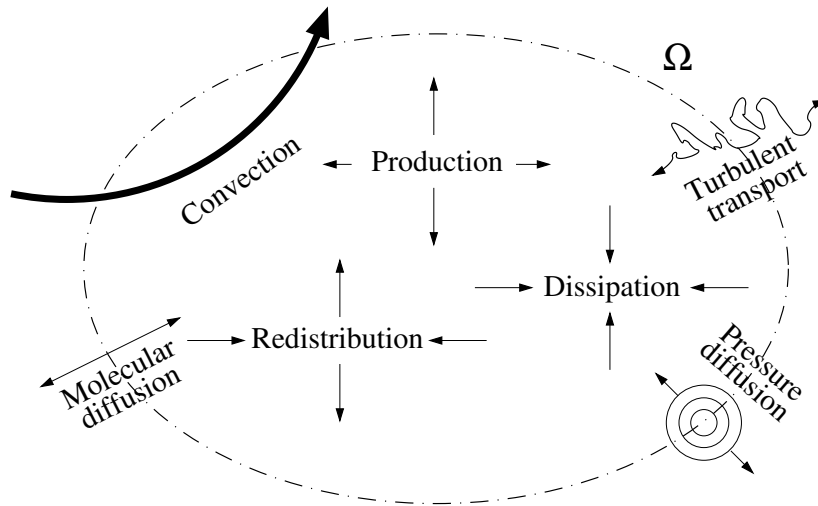 Ω
Convection
Production
Turbulent
transport
Dissipation
Redistribution
Molecular
diffusion
Pressure
diffusion